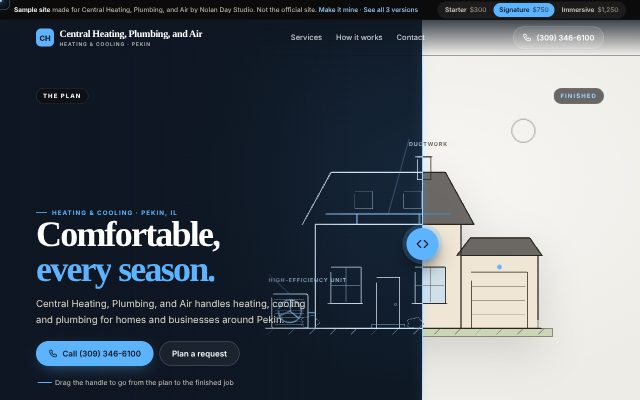 Sample site made for Central Heating, Plumbing, and Air by Nolan Day Studio. Not the official site. Make it mine · See all 3 versions
Starter $300 Signature $750 Immersive $1,250
CH Central Heating, Plumbing, and Air
HEATING & COOLING · PEKIN
Services How it works Contact
(309) 346-6100
THE PLAN
FINISHED
DUCTWORK
HEATING & COOLING · PEKIN, IL
Comfortable,
every season.
HIGH-EFFICIENCY UNIT
Central Heating, Plumbing, and Air handles heating, cooling
and plumbing for homes and businesses around Pekin.
Call (309) 346-6100 Plan a request
Drag the handle to go from the plan to the finished job